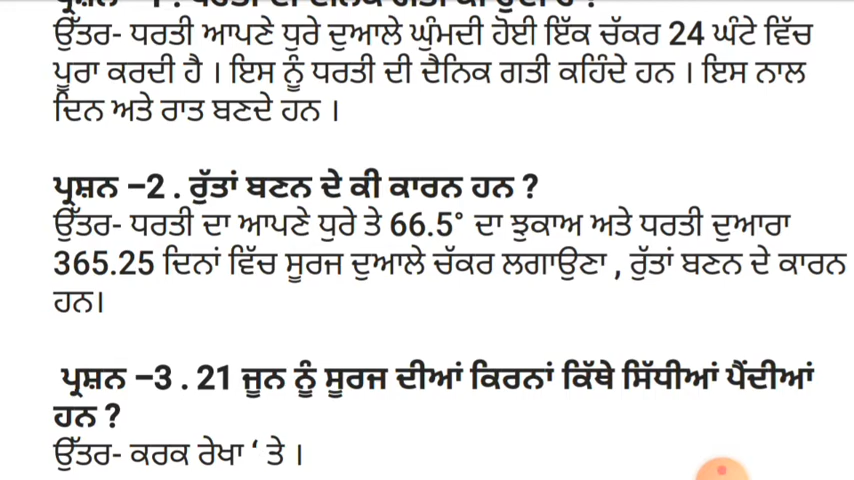 ਉੱਤਰ- ਧਰਤੀ ਆਪਣੇ ਧੁਰੇ ਦੁਆਲੇ ਘੁੰਮਦੀ ਹੋਈ ਇੱਕ ਚੱਕਰ 24 ਘੰਟੇ ਵਿੱਚ
ਪੂਰਾ ਕਰਦੀ ਹੈ । ਇਸ ਨੂੰ ਧਰਤੀ ਦੀ ਦੈਨਿਕ ਗਤੀ ਕਹਿੰਦੇ ਹਨ । ਇਸ ਨਾਲ
ਦਿਨ ਅਤੇ ਰਾਤ ਬਣਦੇ ਹਨ ।
ਪ੍ਰਸ਼ਨ –2 . ਰੁੱਤਾਂ ਬਣਨ ਦੇ ਕੀ ਕਾਰਨ ਹਨ ?
ਉੱਤਰ- ਧਰਤੀ ਦਾ ਆਪਣੇ ਧੁਰੇ ਤੇ 66.5° ਦਾ ਝੁਕਾਅ ਅਤੇ ਧਰਤੀ ਦੁਆਰਾ
365.25 ਦਿਨਾਂ ਵਿੱਚ ਸੂਰਜ ਦੁਆਲੇ ਚੱਕਰ ਲਗਾਉਣਾ , ਰੁੱਤਾਂ ਬਣਨ ਦੇ ਕਾਰਨ
ਹਨ।
ਪ੍ਰਸ਼ਨ –3 . 21 ਜੂਨ ਨੂੰ ਸੂਰਜ ਦੀਆਂ ਕਿਰਨਾਂ ਕਿੱਥੇ ਸਿੱਧੀਆਂ ਪੈਂਦੀਆਂ
ਹਨ ?
ਉੱਤਰ- ਕਰਕ ਰੇਖਾ ‘ ਤੇ ।